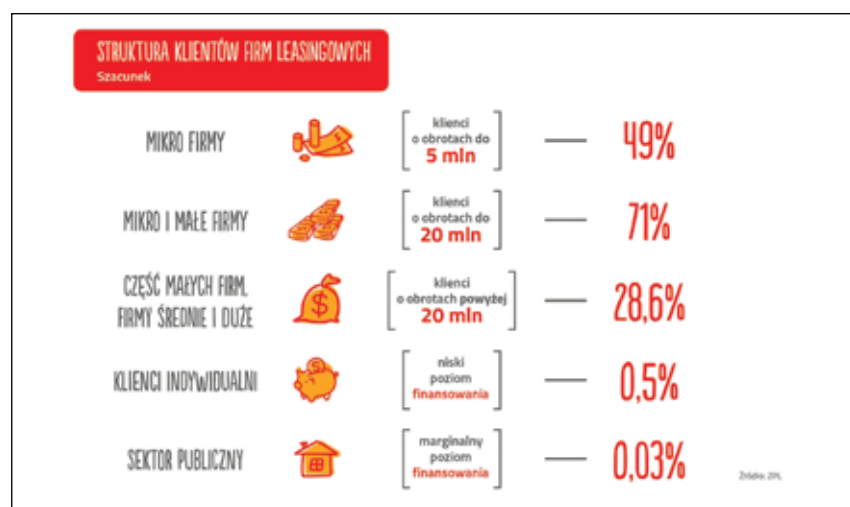 STRUKTURA KLIENTÓW FIRM LEASINGOWYCH
Szacunek
MIKRO FIRMY
klienci
o obrotach do
5 mln
49%
MIKRO I MAŁE FIRMY
klienci
o obrotach do
20 mln
71%
CZĘŚĆ MAŁYCH FIRM,
FIRMY ŚREDNIE I DUŻE
klienci
o obrotach powyżej
20 mln
28,6%
KLIENCI INDYWIDUALNI
niski
poziom
finansowania
0,5%
SEKTOR PUBLICZNY
marginalny
poziom
finansowania
0,03%
Źródło: ZPL